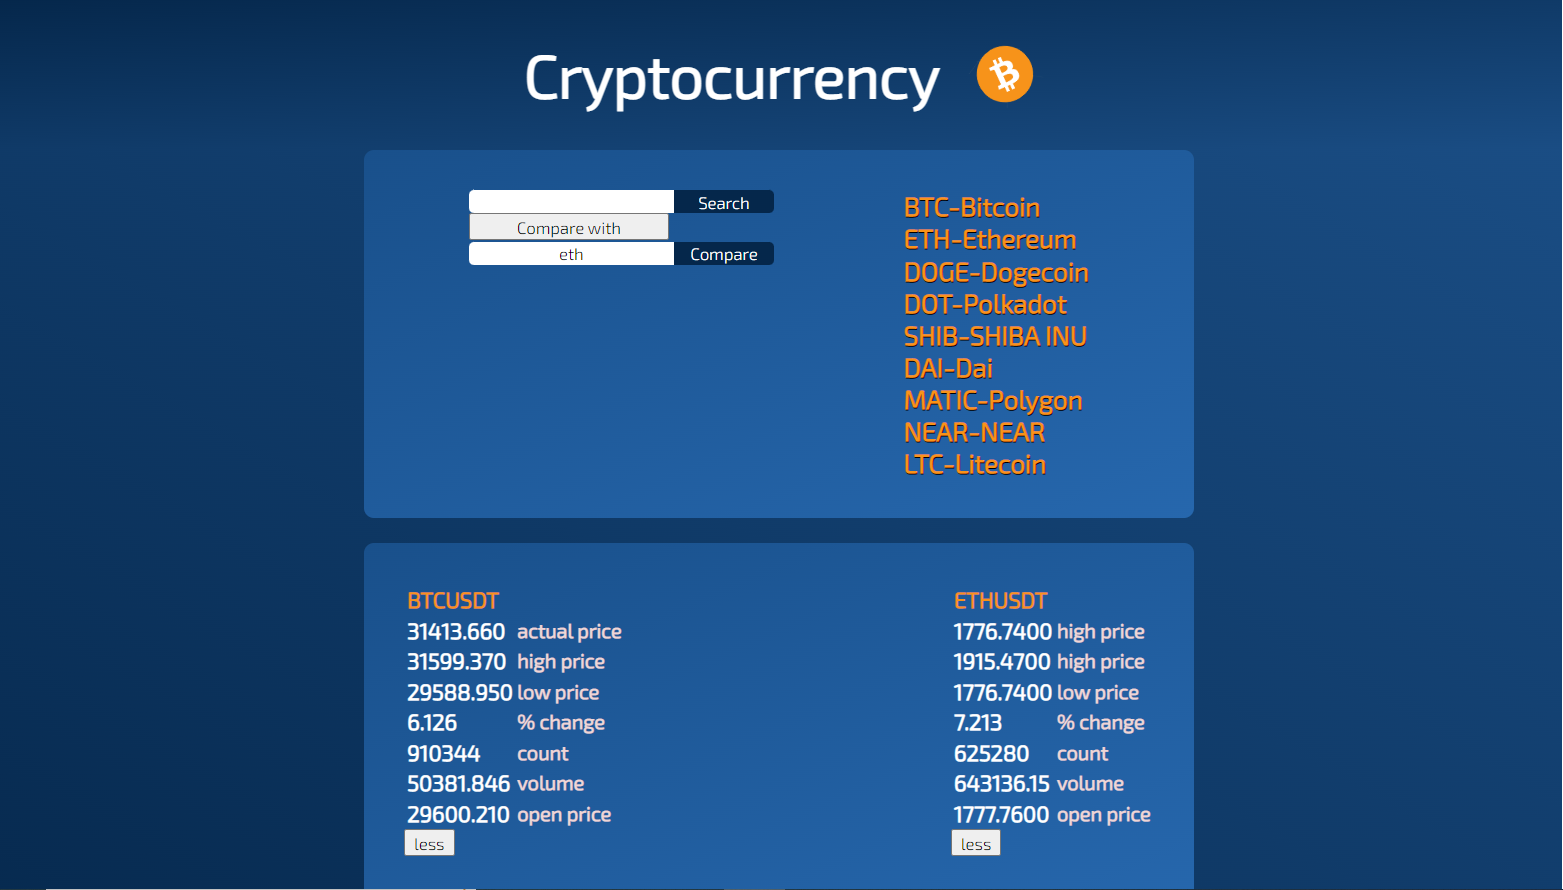 Cryptocurrency
Search
Compare with
eth Compare
BTC-Bitcoin
ETH-Ethereum
DOGE-Dogecoin
DOT-Polkadot
SHIB-SHIBA INU
DAI-Dai
MATIC-Polygon
NEAR-NEAR
LTC-Litecoin
BTCUSDT
31413.660 actual price
31599.370 high price
29588.950 low price
6.126 % change
910344 count
50381.846 volume
29600.210 open price
less
ETHUSDT
1776.7400 high price
1915.4700 high price
1776.7400 low price
7.213 % change
625280 count
643136.15 volume
1777.7600 open price
less